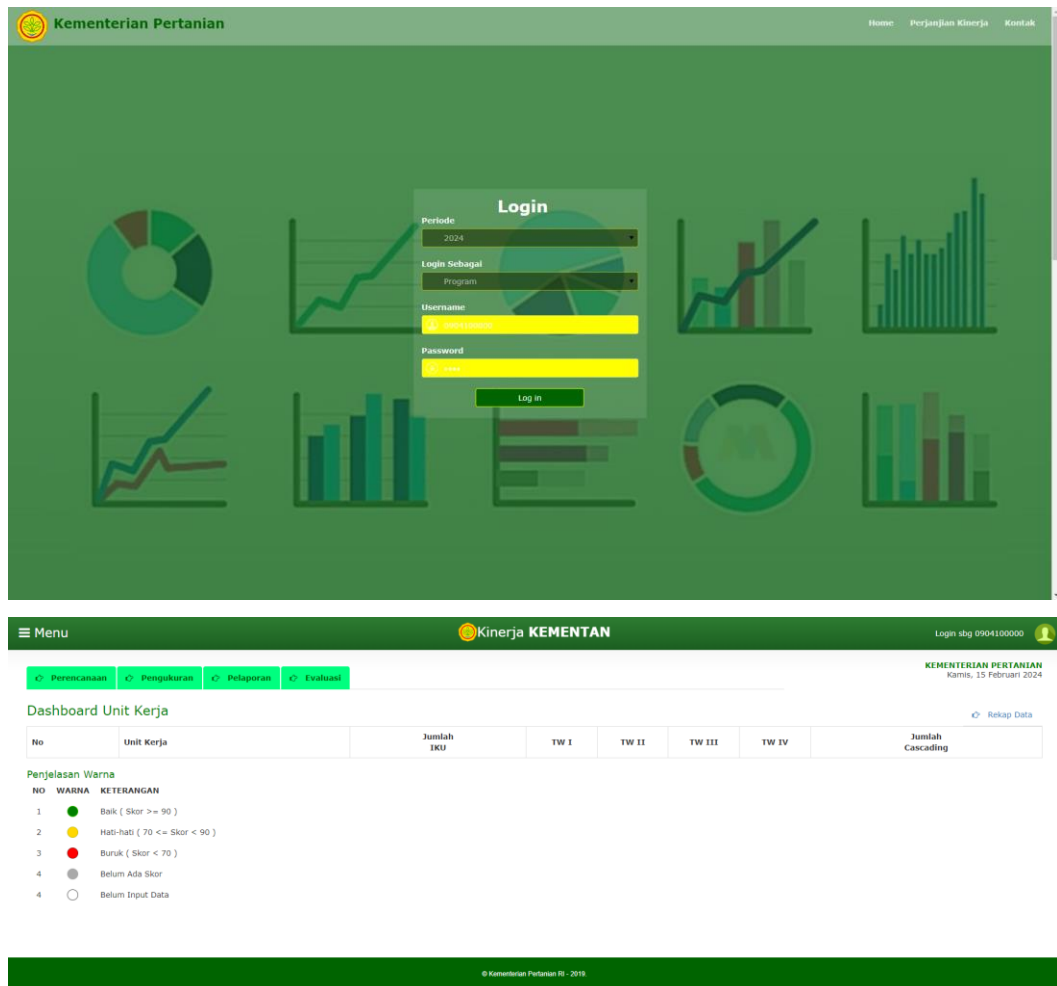 Kementerian Pertanian
Home Perjanjian Kinerja Kontak
Login
Periode
2024
Login Sebagai
Program
Username
0904100000
Password
Log in
Menu
Kinerja KEMENTAN
Login sbg 0904100000
KEMENTERIAN PERTANIAN
Kamis, 15 Februari 2024
Perencanaan Pengukuran Pelaporan Evaluasi
Dashboard Unit Kerja
Rekap Data
No Unit Kerja Jumlah IKU TW I TW II TW III TW IV Jumlah Cascading
Penjelasan Warna
NO WARNA KETERANGAN
1 Baik ( Skor >= 90 )
2 Hati-hati ( 70 <= Skor < 90 )
3 Buruk ( Skor < 70 )
4 Belum Ada Skor
4 Belum Input Data
© Kementerian Pertanian RI - 2019